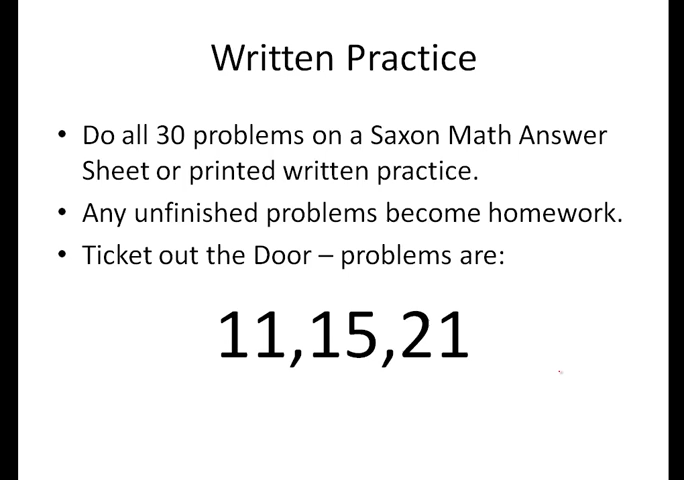 Written Practice
• Do all 30 problems on a Saxon Math Answer
Sheet or printed written practice.
• Any unfinished problems become homework.
• Ticket out the Door – problems are:
11,15,21